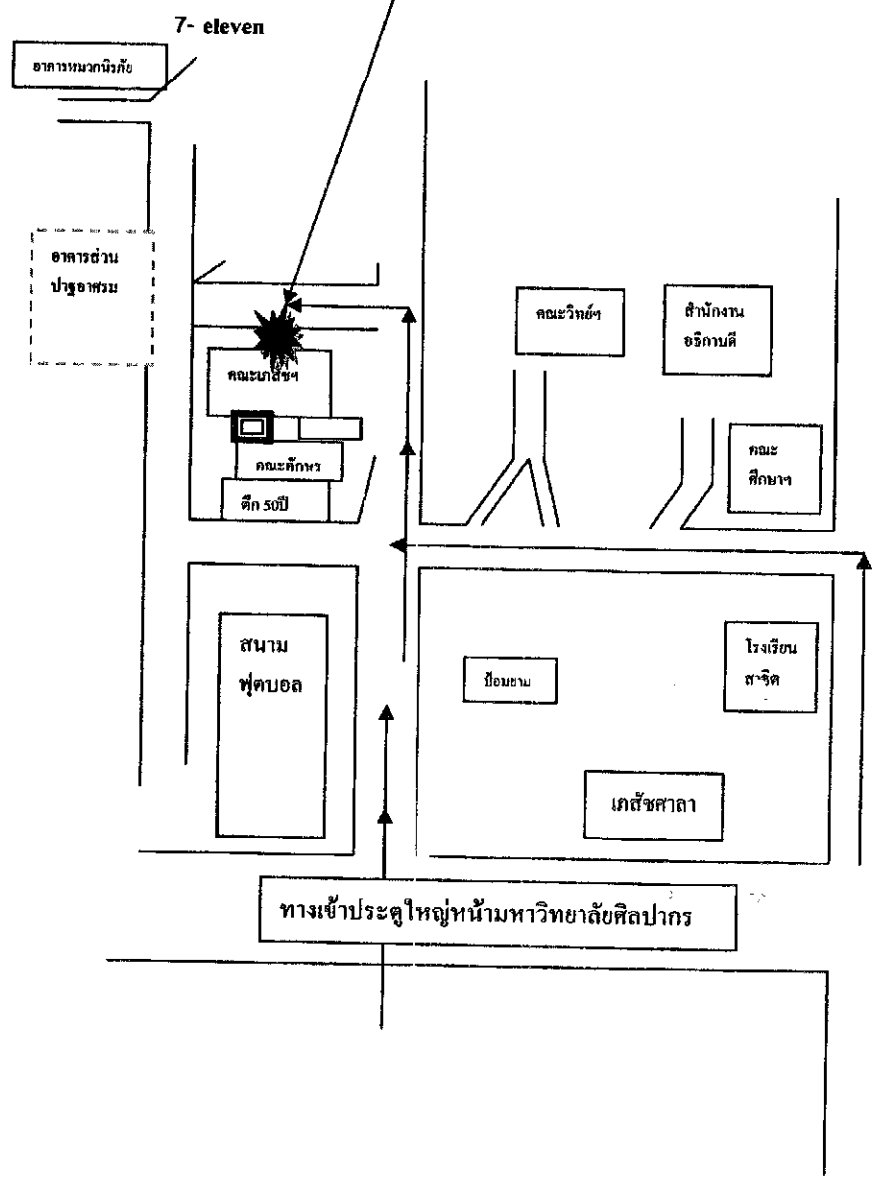 7- eleven
อาคารหมวกนิรภัย
อาคารส่วน
ปาฐอาศรม
คณะวิทย์ฯ
สำนักงาน
อธิการบดี
คณะเภสัชฯ
คณะอักษร
ตึก 50ปี
คณะ
ศึกษาฯ
สนาม
ฟุตบอล
ป้อมยาม
โรงเรียน
สาธิต
เภสัชศาลา
ทางเข้าประตูใหญ่หน้ามหาวิทยาลัยศิลปากร